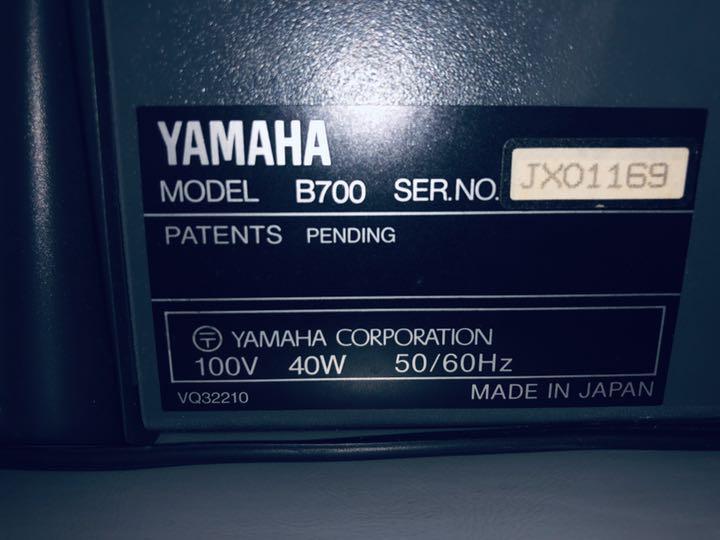 YAMAHA
MODEL B700 SER.NO. JX01169
PATENTS PENDING
〒 YAMAHA CORPORATION
100V 40W 50/60Hz
VQ32210 MADE IN JAPAN